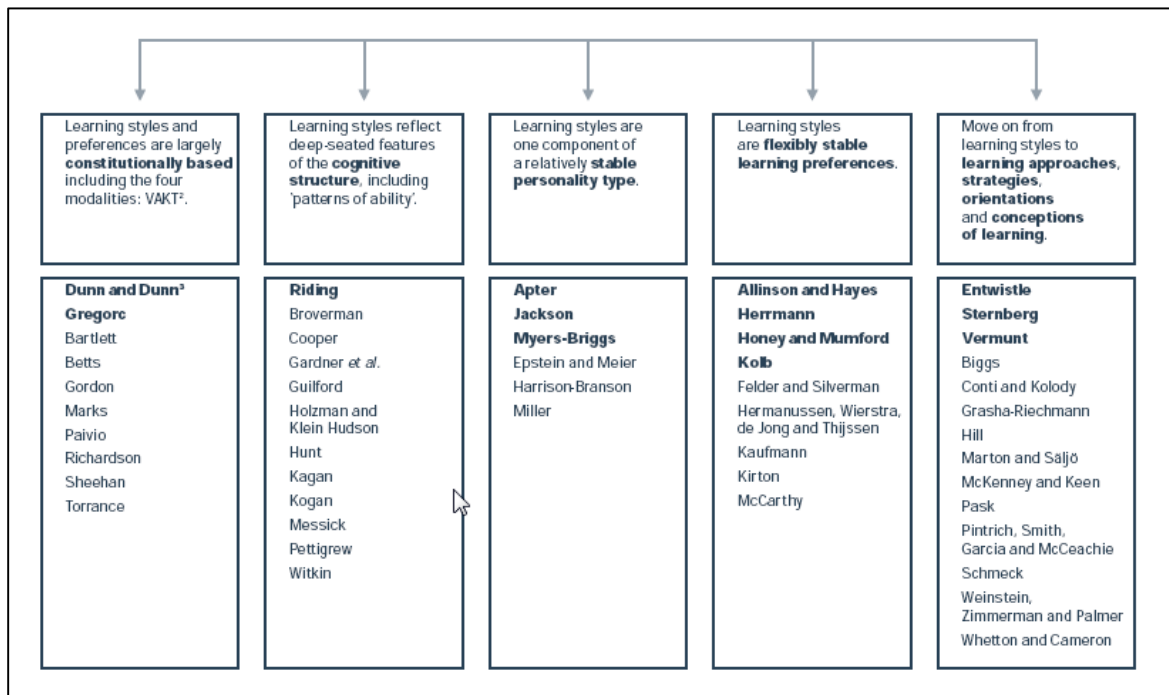 Learning styles and
preferences are largely
constitutionally based
including the four
modalities: VAKT².
Learning styles reflect
deep-seated features
of the cognitive
structure, including
'patterns of ability'.
Learning styles are
one component of
a relatively stable
personality type.
Learning styles
are flexibly stable
learning preferences.
Move on from
learning styles to
learning approaches,
strategies,
orientations
and conceptions
of learning.
Dunn and Dunn³
Gregorc
Bartlett
Betts
Gordon
Marks
Paivio
Richardson
Sheehan
Torrance
Riding
Broverman
Cooper
Gardner et al.
Guilford
Holzman and
Klein Hudson
Hunt
Kagan
Kogan
Messick
Pettigrew
Witkin
Apter
Jackson
Myers-Briggs
Epstein and Meier
Harrison-Branson
Miller
Allinson and Hayes
Herrmann
Honey and Mumford
Kolb
Felder and Silverman
Hermanussen, Wierstra,
de Jong and Thijssen
Kaufmann
Kirton
McCarthy
Entwistle
Sternberg
Vermunt
Biggs
Conti and Kolody
Grasha-Riechmann
Hill
Marton and Säljö
McKenney and Keen
Pask
Pintrich, Smith,
Garcia and McCeachie
Schmeck
Weinstein,
Zimmerman and Palmer
Whetton and Cameron